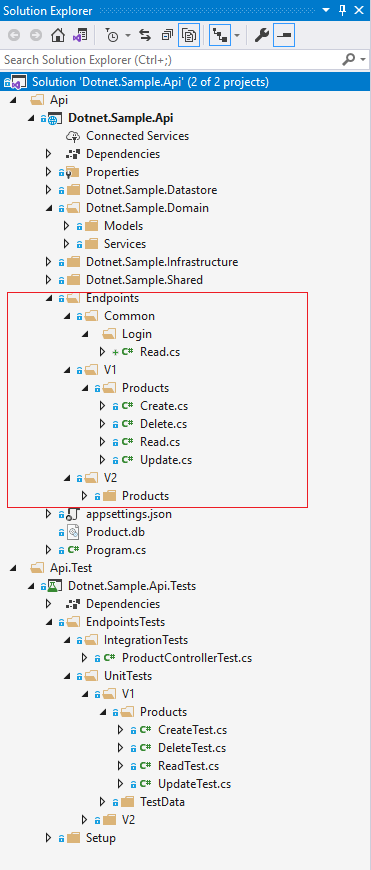 Solution Explorer
Search Solution Explorer (Ctrl+;)
Solution 'Dotnet.Sample.Api' (2 of 2 projects)
Api
Dotnet.Sample.Api
Connected Services
Dependencies
Properties
Dotnet.Sample.Datastore
Dotnet.Sample.Domain
Models
Services
Dotnet.Sample.Infrastructure
Dotnet.Sample.Shared
Endpoints
Common
Login
+ C# Read.cs
V1
Products
C# Create.cs
C# Delete.cs
C# Read.cs
C# Update.cs
V2
Products
appsettings.json
Product.db
C# Program.cs
Api.Test
Dotnet.Sample.Api.Tests
Dependencies
EndpointsTests
IntegrationTests
C# ProductControllerTest.cs
UnitTests
V1
Products
C# CreateTest.cs
C# DeleteTest.cs
C# ReadTest.cs
C# UpdateTest.cs
TestData
V2
Setup